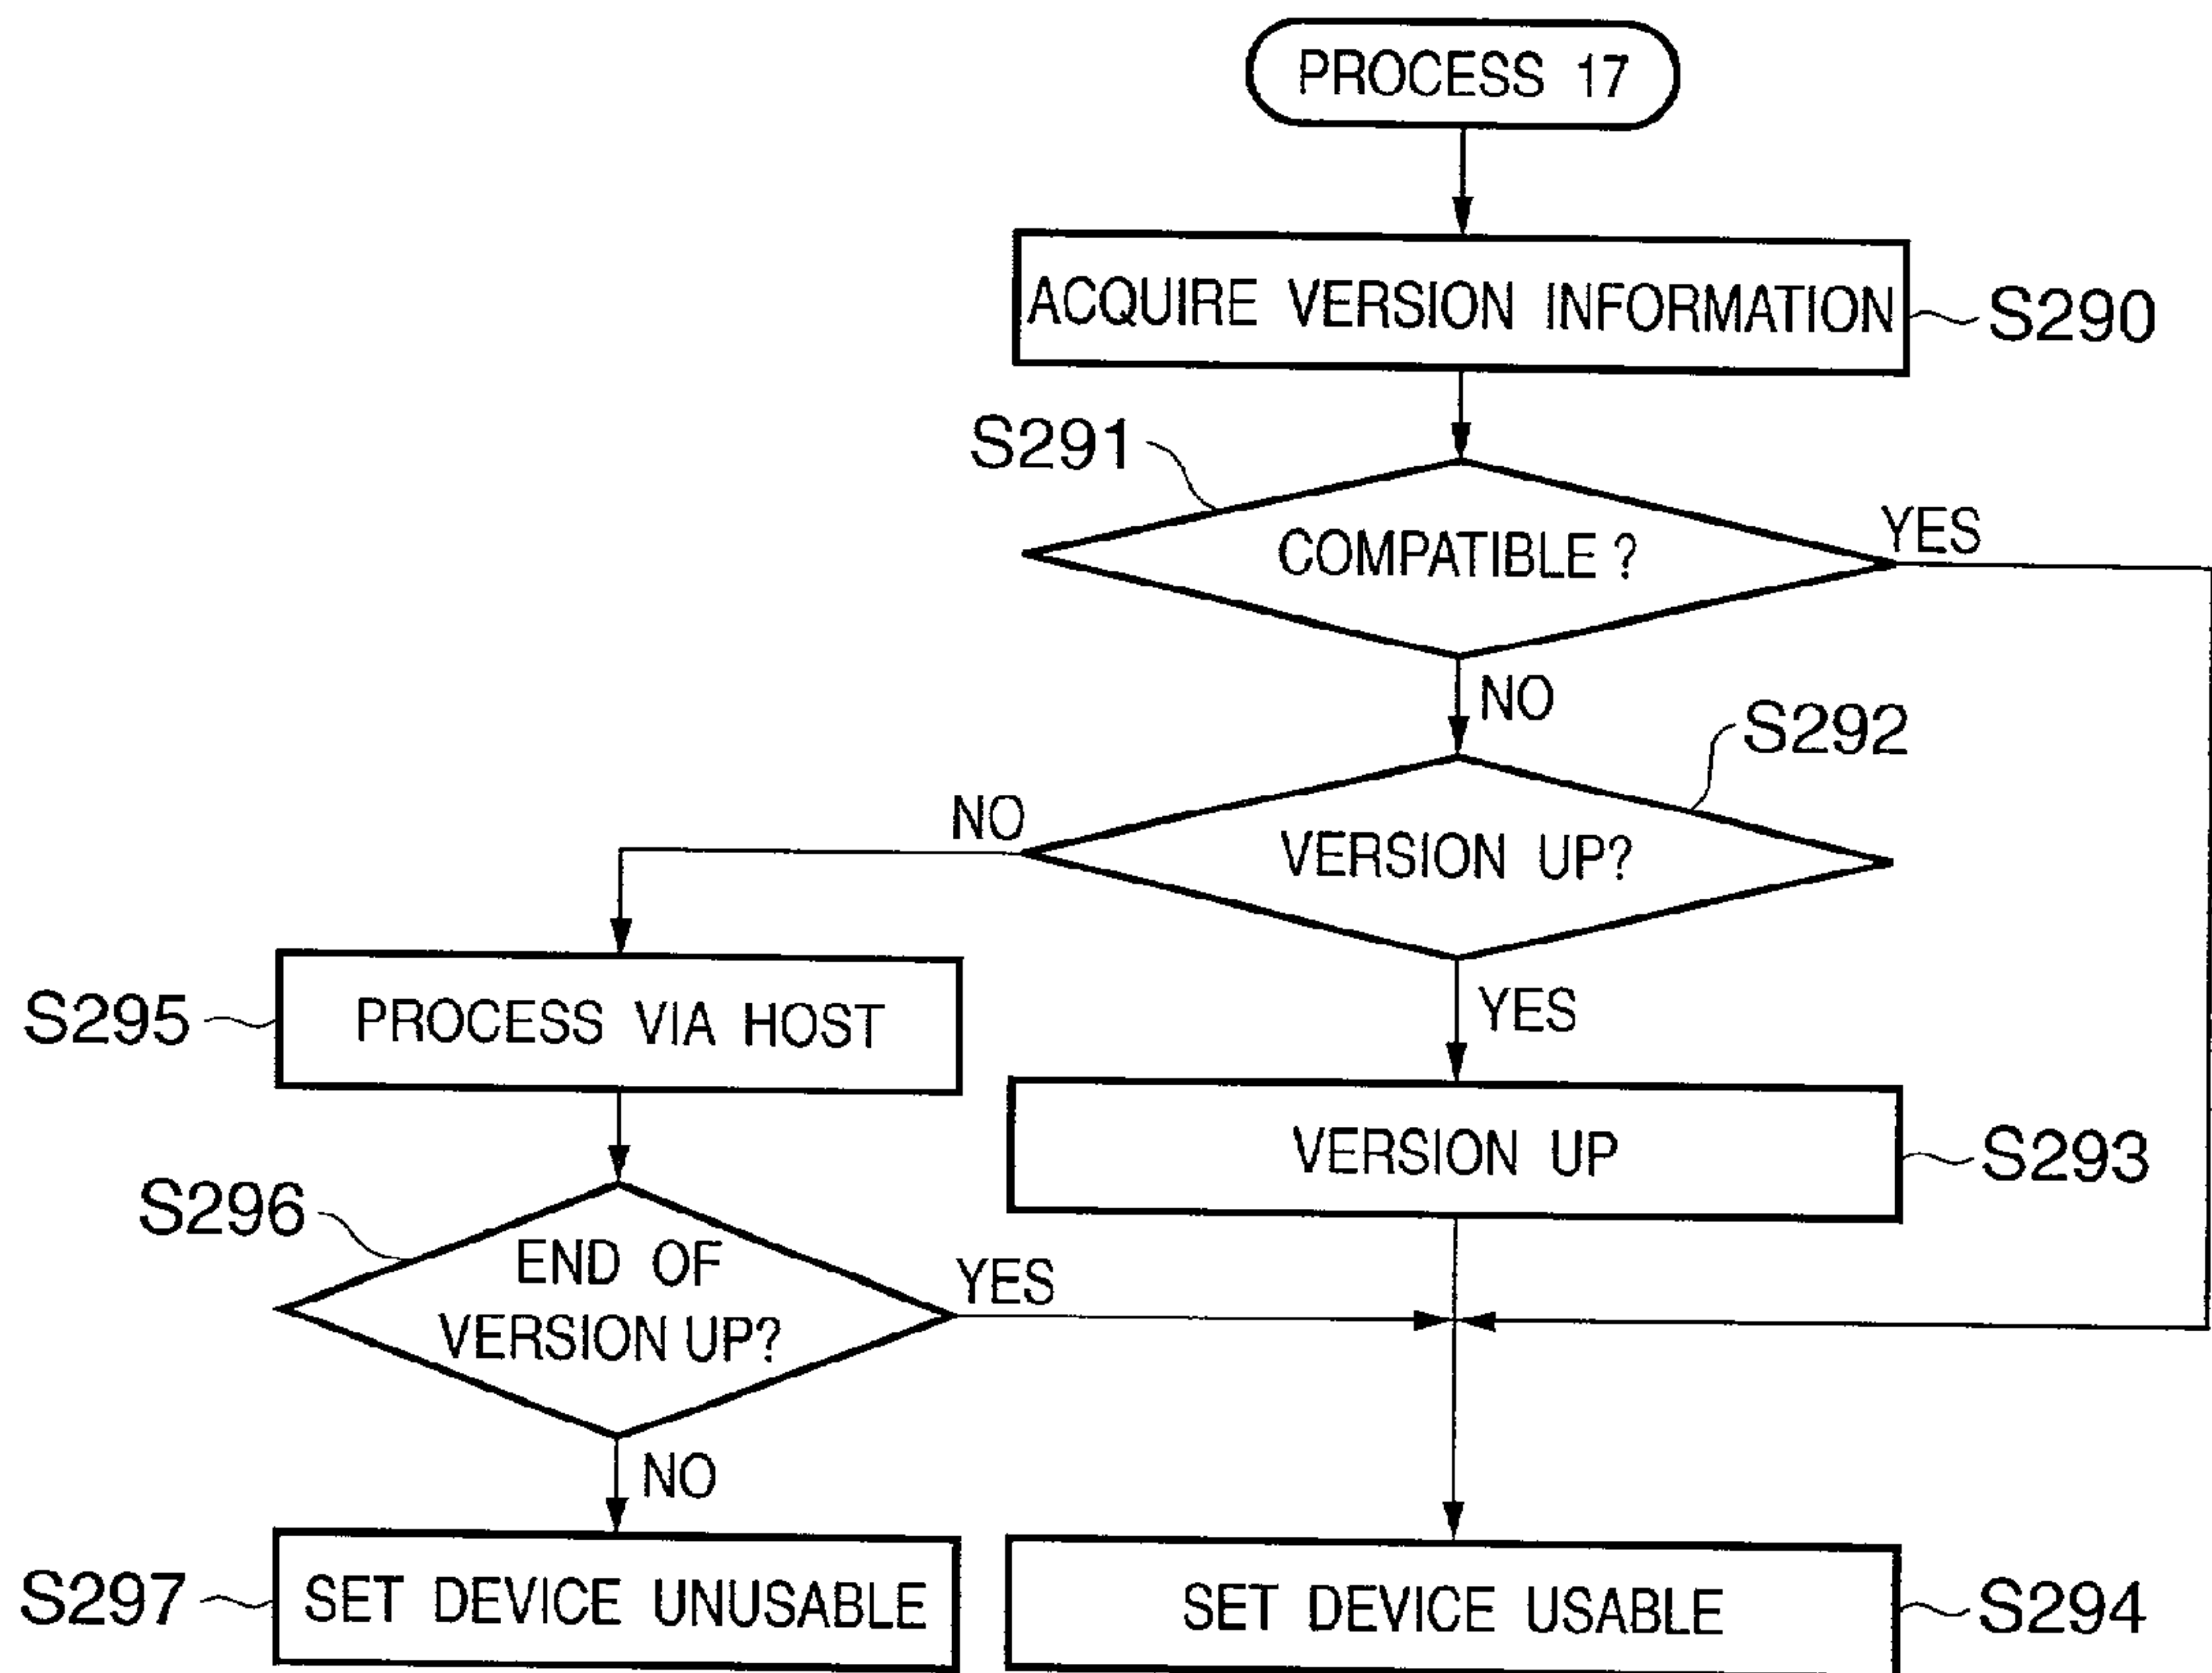 PROCESS 17
ACQUIRE VERSION INFORMATION
S290
S291
COMPATIBLE ?
YES
NO
S292
NO
VERSION UP?
YES
S295
PROCESS VIA HOST
VERSION UP
S293
S296
END OF
VERSION UP?
YES
NO
S297
SET DEVICE UNUSABLE
SET DEVICE USABLE
S294